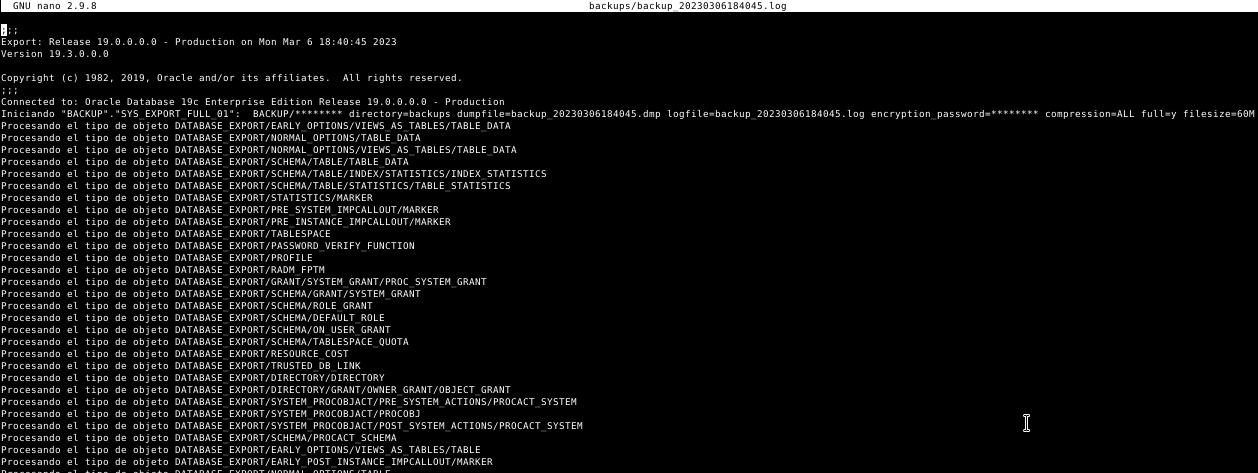 GNU nano 2.9.8 backups/backup_20230306184045.log
;;;
Export: Release 19.0.0.0.0 - Production on Mon Mar 6 18:40:45 2023
Version 19.3.0.0.0
Copyright (c) 1982, 2019, Oracle and/or its affiliates.  All rights reserved.
;;;
Connected to: Oracle Database 19c Enterprise Edition Release 19.0.0.0.0 - Production
Iniciando "BACKUP"."SYS_EXPORT_FULL_01":  BACKUP/******** directory=backups dumpfile=backup_20230306184045.dmp logfile=backup_20230306184045.log encryption_password=******** compression=ALL full=y filesize=60M
Procesando el tipo de objeto DATABASE_EXPORT/EARLY_OPTIONS/VIEWS_AS_TABLES/TABLE_DATA
Procesando el tipo de objeto DATABASE_EXPORT/NORMAL_OPTIONS/TABLE_DATA
Procesando el tipo de objeto DATABASE_EXPORT/NORMAL_OPTIONS/VIEWS_AS_TABLES/TABLE_DATA
Procesando el tipo de objeto DATABASE_EXPORT/SCHEMA/TABLE/TABLE_DATA
Procesando el tipo de objeto DATABASE_EXPORT/SCHEMA/TABLE/INDEX/STATISTICS/INDEX_STATISTICS
Procesando el tipo de objeto DATABASE_EXPORT/SCHEMA/TABLE/STATISTICS/TABLE_STATISTICS
Procesando el tipo de objeto DATABASE_EXPORT/STATISTICS/MARKER
Procesando el tipo de objeto DATABASE_EXPORT/PRE_SYSTEM_IMPCALLOUT/MARKER
Procesando el tipo de objeto DATABASE_EXPORT/PRE_INSTANCE_IMPCALLOUT/MARKER
Procesando el tipo de objeto DATABASE_EXPORT/TABLESPACE
Procesando el tipo de objeto DATABASE_EXPORT/PASSWORD_VERIFY_FUNCTION
Procesando el tipo de objeto DATABASE_EXPORT/PROFILE
Procesando el tipo de objeto DATABASE_EXPORT/RADM_FPTM
Procesando el tipo de objeto DATABASE_EXPORT/GRANT/SYSTEM_GRANT/PROC_SYSTEM_GRANT
Procesando el tipo de objeto DATABASE_EXPORT/SCHEMA/GRANT/SYSTEM_GRANT
Procesando el tipo de objeto DATABASE_EXPORT/SCHEMA/ROLE_GRANT
Procesando el tipo de objeto DATABASE_EXPORT/SCHEMA/DEFAULT_ROLE
Procesando el tipo de objeto DATABASE_EXPORT/SCHEMA/ON_USER_GRANT
Procesando el tipo de objeto DATABASE_EXPORT/SCHEMA/TABLESPACE_QUOTA
Procesando el tipo de objeto DATABASE_EXPORT/RESOURCE_COST
Procesando el tipo de objeto DATABASE_EXPORT/TRUSTED_DB_LINK
Procesando el tipo de objeto DATABASE_EXPORT/DIRECTORY/DIRECTORY
Procesando el tipo de objeto DATABASE_EXPORT/DIRECTORY/GRANT/OWNER_GRANT/OBJECT_GRANT
Procesando el tipo de objeto DATABASE_EXPORT/SYSTEM_PROCOBJACT/PRE_SYSTEM_ACTIONS/PROCACT_SYSTEM
Procesando el tipo de objeto DATABASE_EXPORT/SYSTEM_PROCOBJACT/PROCOBJ
Procesando el tipo de objeto DATABASE_EXPORT/SYSTEM_PROCOBJACT/POST_SYSTEM_ACTIONS/PROCACT_SYSTEM
Procesando el tipo de objeto DATABASE_EXPORT/SCHEMA/PROCACT_SCHEMA
Procesando el tipo de objeto DATABASE_EXPORT/EARLY_OPTIONS/VIEWS_AS_TABLES/TABLE
Procesando el tipo de objeto DATABASE_EXPORT/EARLY_POST_INSTANCE_IMPCALLOUT/MARKER